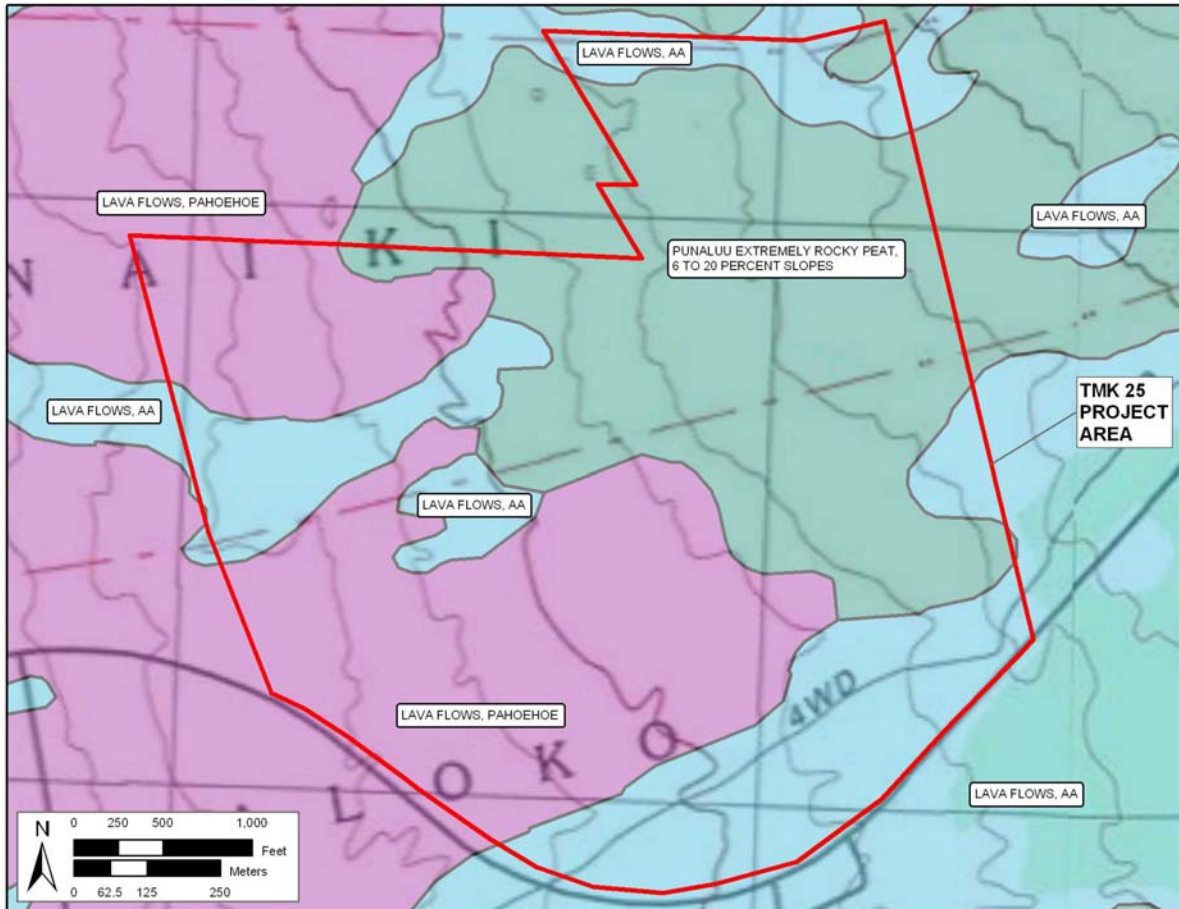 LAVA FLOWS, AA
LAVA FLOWS, PAHOEHOE
LAVA FLOWS, AA
N A I K I
PUNALUU EXTREMELY ROCKY PEAT,
6 TO 20 PERCENT SLOPES
LAVA FLOWS, AA
TMK 25
PROJECT
AREA
LAVA FLOWS, AA
LAVA FLOWS, PAHOEHOE
4WD
L O K O
LAVA FLOWS, AA
N
0 250 500 1,000
Feet
Meters
0 62.5 125 250